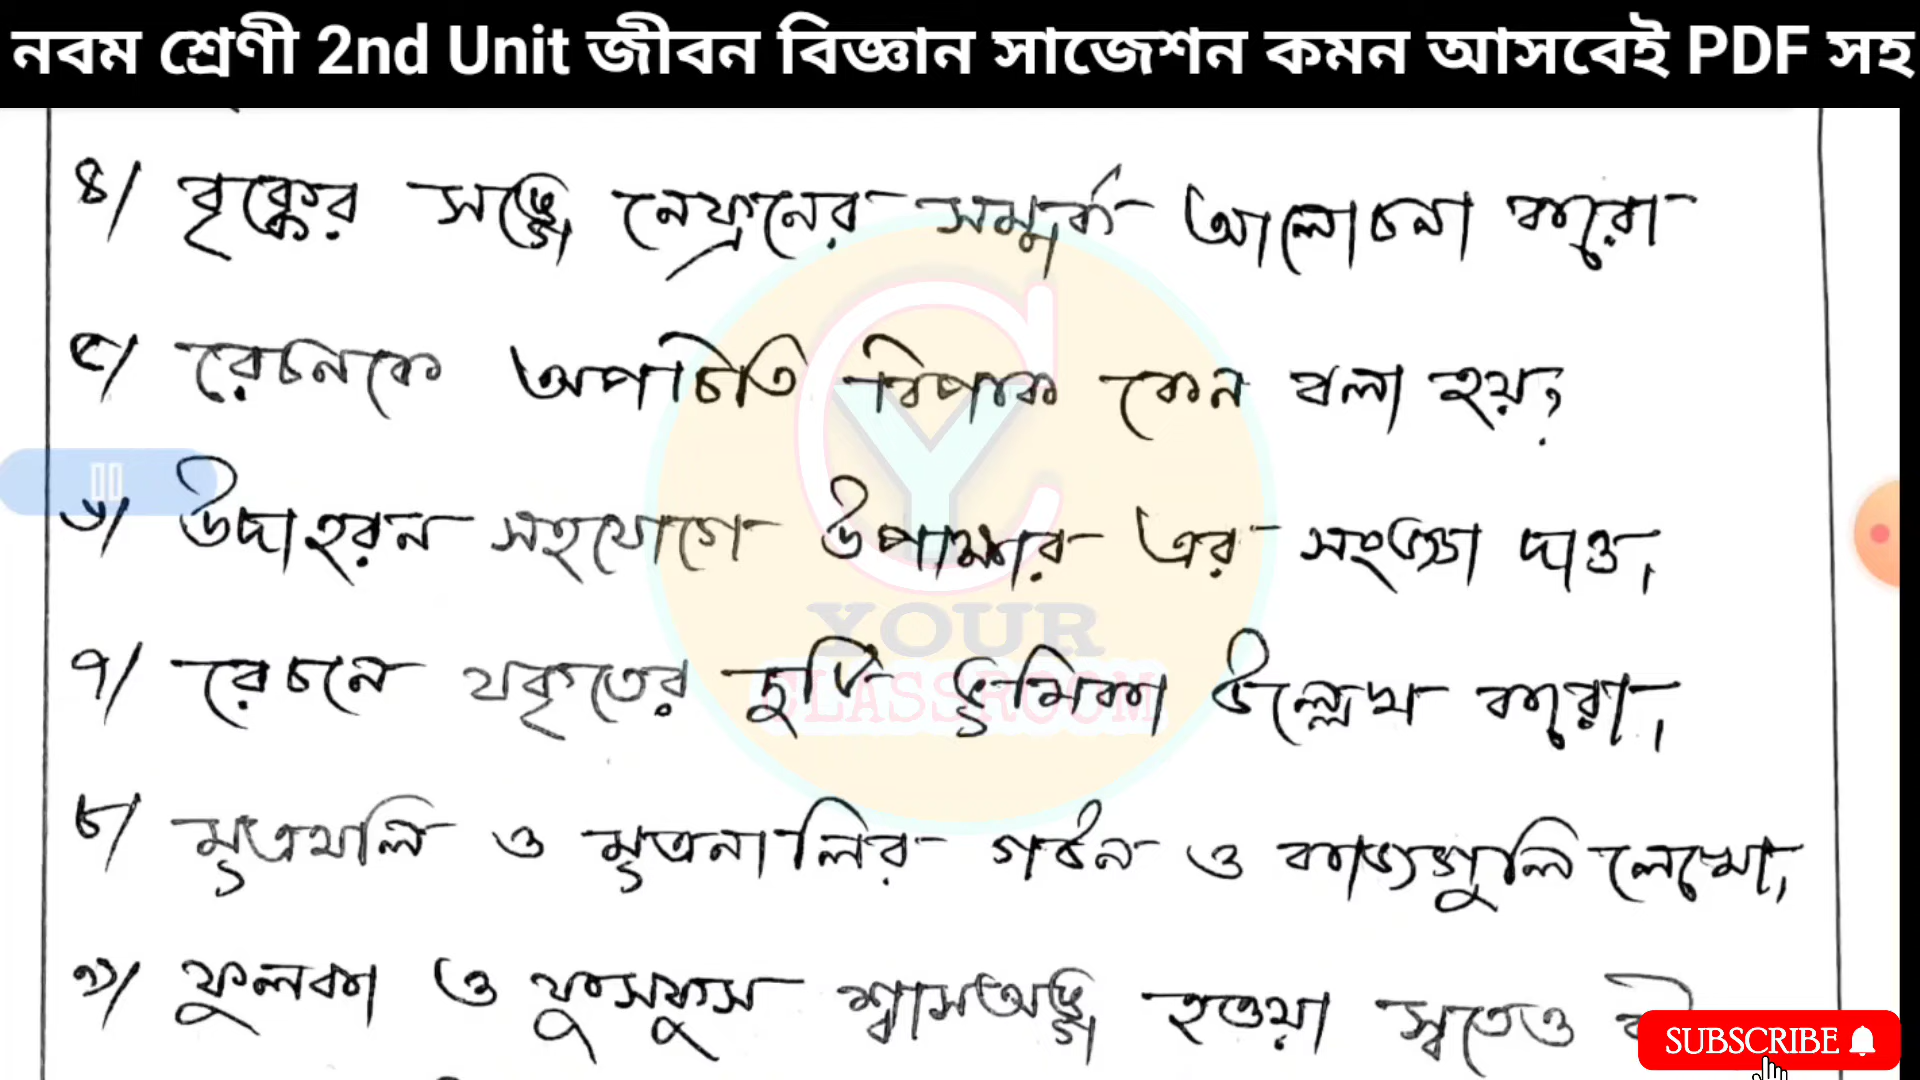 নবম শ্রেণী 2nd Unit জীবন বিজ্ঞান সাজেশন কমন আসবেই PDF সহ
৪/ বৃক্কের সঙ্গে নেফ্রনের সম্পর্ক আলোচনা করো
৫/ রেচনকে অপচিতি বিপাক কেন বলা হয়?
৬/ উদাহরন সহযোগে উপক্ষার এর সংজ্ঞা দাও।
৭/ রেচনে যকৃতের দুটি ভূমিকা উল্লেখ করো।
৮/ মূত্রথলি ও মূত্রনালির গঠন ও কাজগুলি লেখো।
৯/ ফুলকা ও ফুসফুস শ্বাসঅঙ্গ হওয়া স্বত্তেও
YOUR
CLASSROOM
SUBSCRIBE